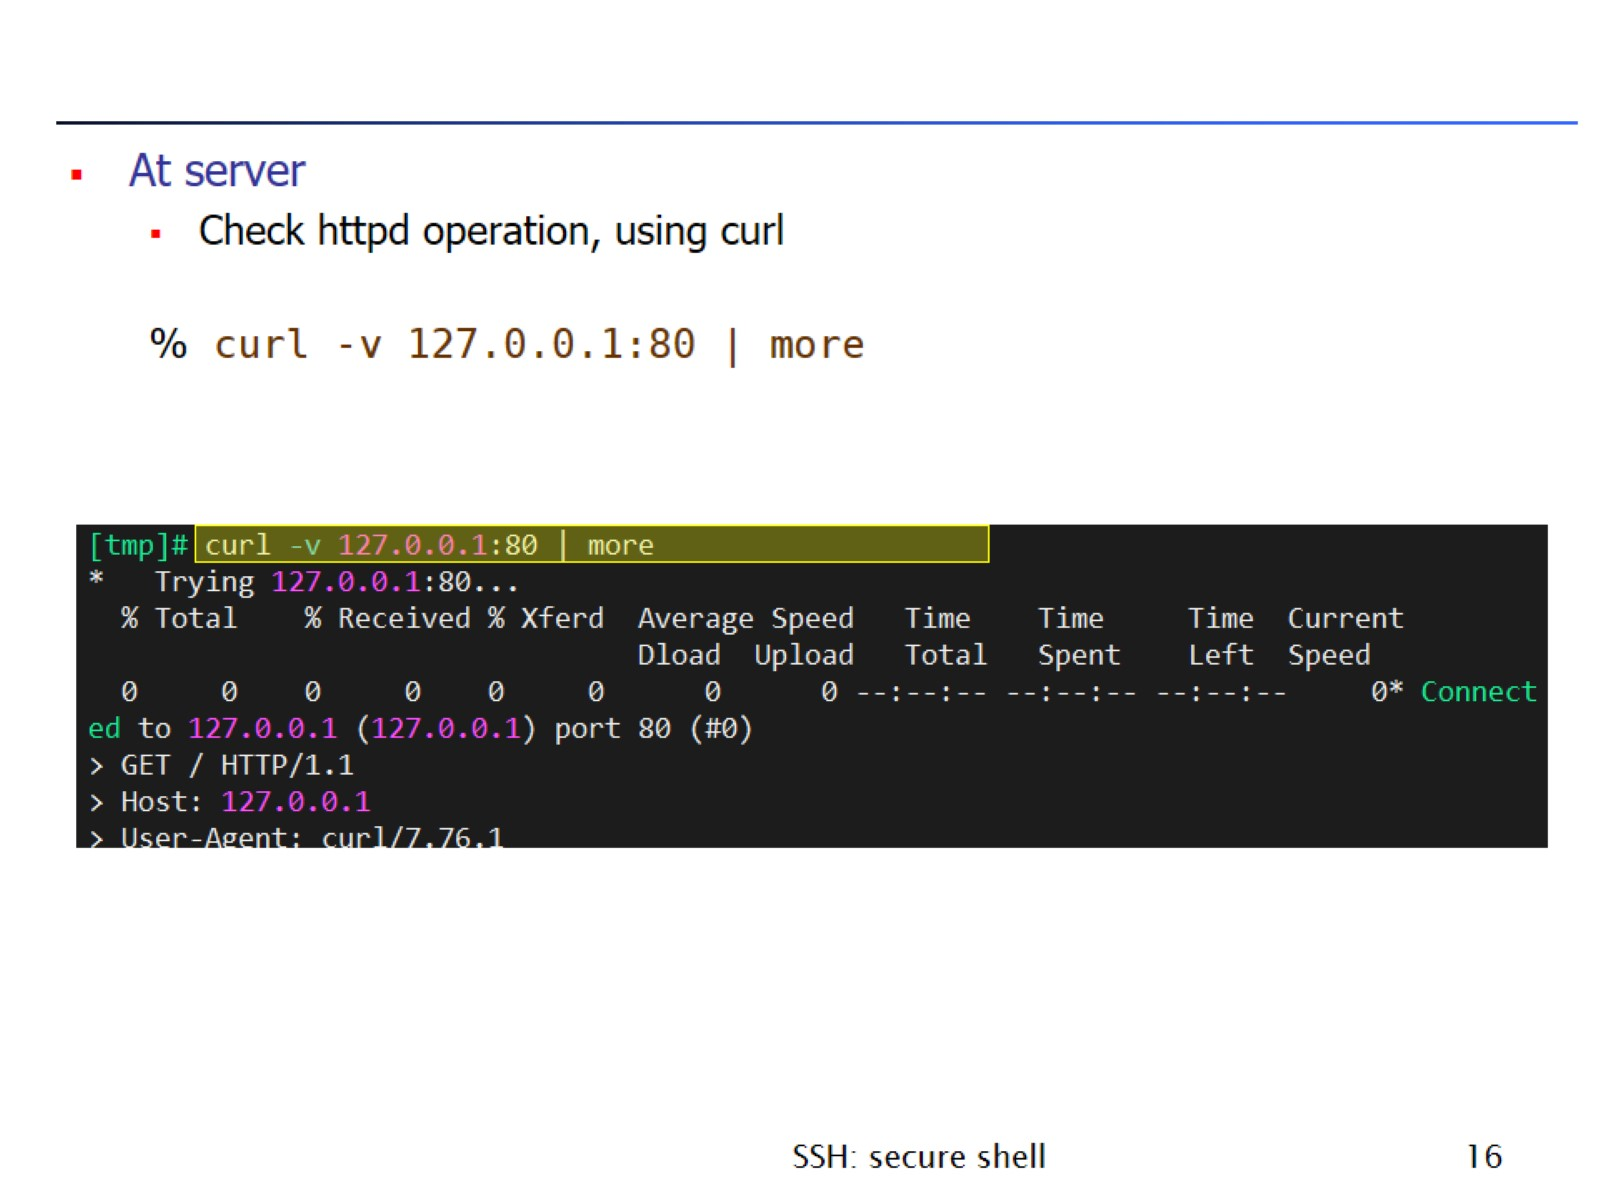 At server
Check httpd operation, using curl
% curl -v 127.0.0.1:80 | more
[tmp]# curl -v 127.0.0.1:80 | more
*   Trying 127.0.0.1:80...
  % Total    % Received % Xferd  Average Speed   Time    Time     Time  Current
                                 Dload  Upload   Total   Spent    Left  Speed
  0     0    0     0    0     0      0      0 --:--:-- --:--:-- --:--:--     0* Connect
ed to 127.0.0.1 (127.0.0.1) port 80 (#0)
> GET / HTTP/1.1
> Host: 127.0.0.1
> User-Agent: curl/7.76.1
SSH: secure shell
16